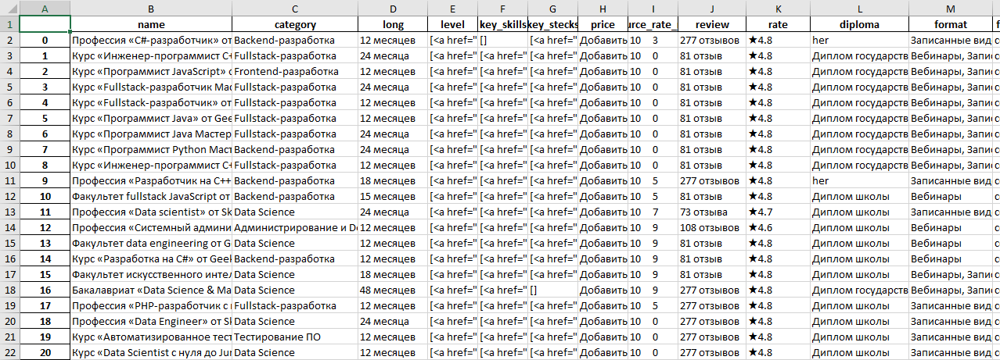 A B C D E F G H I J K L M
1 name category long level key_skills key_stecks price urce_rate_ review rate diploma format
2 0 Профессия «C#-разработчик» от Backend-разработка 12 месяцев [<a href=" [] [<a href=" Добавить 10 3 277 отзывов ★4.8 her Записанные вид
3 1 Курс «Инженер-программист C+ Fullstack-разработка 24 месяца [<a href=" [<a href=" [<a href=" Добавить 10 0 81 отзыв ★4.8 Диплом государств Вебинары, Запи
4 2 Курс «Программист JavaScript» Frontend-разработка 12 месяцев [<a href=" [<a href=" [<a href=" Добавить 10 0 81 отзыв ★4.8 Диплом государств Вебинары, Запи
5 3 Курс «Fullstack-разработчик Мас Fullstack-разработка 24 месяца [<a href=" [<a href=" [<a href=" Добавить 10 0 81 отзыв ★4.8 Диплом государств Вебинары, Запи
6 4 Курс «Fullstack-разработчик» от Fullstack-разработка 12 месяцев [<a href=" [<a href=" [<a href=" Добавить 10 0 81 отзыв ★4.8 Диплом государств Вебинары, Запи
7 5 Курс «Программист Java» от Gee Fullstack-разработка 12 месяцев [<a href=" [<a href=" [<a href=" Добавить 10 0 81 отзыв ★4.8 Диплом государств Вебинары, Запи
8 6 Курс «Программист Java Мастер Fullstack-разработка 24 месяца [<a href=" [<a href=" [<a href=" Добавить 10 0 81 отзыв ★4.8 Диплом государств Вебинары, Запи
9 7 Курс «Программист Python Маст Backend-разработка 24 месяца [<a href=" [<a href=" [<a href=" Добавить 10 0 81 отзыв ★4.8 Диплом государств Вебинары, Запи
10 8 Курс «Инженер-программист C+ Fullstack-разработка 12 месяцев [<a href=" [<a href=" [<a href=" Добавить 10 0 81 отзыв ★4.8 Диплом государств Вебинары, Запи
11 9 Профессия «Разработчик на C++ Backend-разработка 18 месяцев [<a href=" [<a href=" [<a href=" Добавить 10 5 277 отзывов ★4.8 her Записанные вид
12 10 Факультет fullstack JavaScript от Backend-разработка 15 месяцев [<a href=" [<a href=" [<a href=" Добавить 10 5 81 отзыв ★4.8 Диплом школы Вебинары
13 11 Профессия «Data scientist» от Sk Data Science 24 месяца [<a href=" [<a href=" [<a href=" Добавить 10 7 73 отзыва ★4.7 Диплом школы Записанные вид
14 12 Профессия «Системный админи Администрирование и De 12 месяцев [<a href=" [<a href=" [<a href=" Добавить 10 9 108 отзывов ★4.6 Диплом школы Вебинары
15 13 Факультет data engineering от G Data Science 12 месяцев [<a href=" [<a href=" [<a href=" Добавить 10 9 81 отзыв ★4.8 Диплом школы Вебинары
16 14 Курс «Разработка на C#» от Geek Backend-разработка 12 месяцев [<a href=" [<a href=" [<a href=" Добавить 10 9 81 отзыв ★4.8 Диплом школы Вебинары
17 15 Факультет искусственного интел Data Science 18 месяцев [<a href=" [<a href=" [<a href=" Добавить 10 9 81 отзыв ★4.8 Диплом школы Вебинары, Запи
18 16 Бакалавриат «Data Science & Ma Data Science 48 месяцев [<a href=" [<a href=" [] Добавить 10 9 277 отзывов ★4.8 Диплом государств Вебинары, Запи
19 17 Профессия «PHP-разработчик с Fullstack-разработка 12 месяцев [<a href=" [<a href=" [<a href=" Добавить 10 5 277 отзывов ★4.8 Диплом школы Записанные вид
20 18 Профессия «Data Engineer» от Sk Data Science 24 месяца [<a href=" [<a href=" [<a href=" Добавить 10 0 277 отзывов ★4.8 Диплом школы Записанные вид
21 19 Курс «Автоматизированное тест Тестирование ПО 12 месяцев [<a href=" [<a href=" [<a href=" Добавить 10 0 277 отзывов ★4.8 Диплом школы Записанные вид
22 20 Курс «Data Scientist с нуля до Jur Data Science 12 месяцев [<a href=" [<a href=" [<a href=" Добавить 10 0 277 отзывов ★4.8 Диплом школы Записанные вид